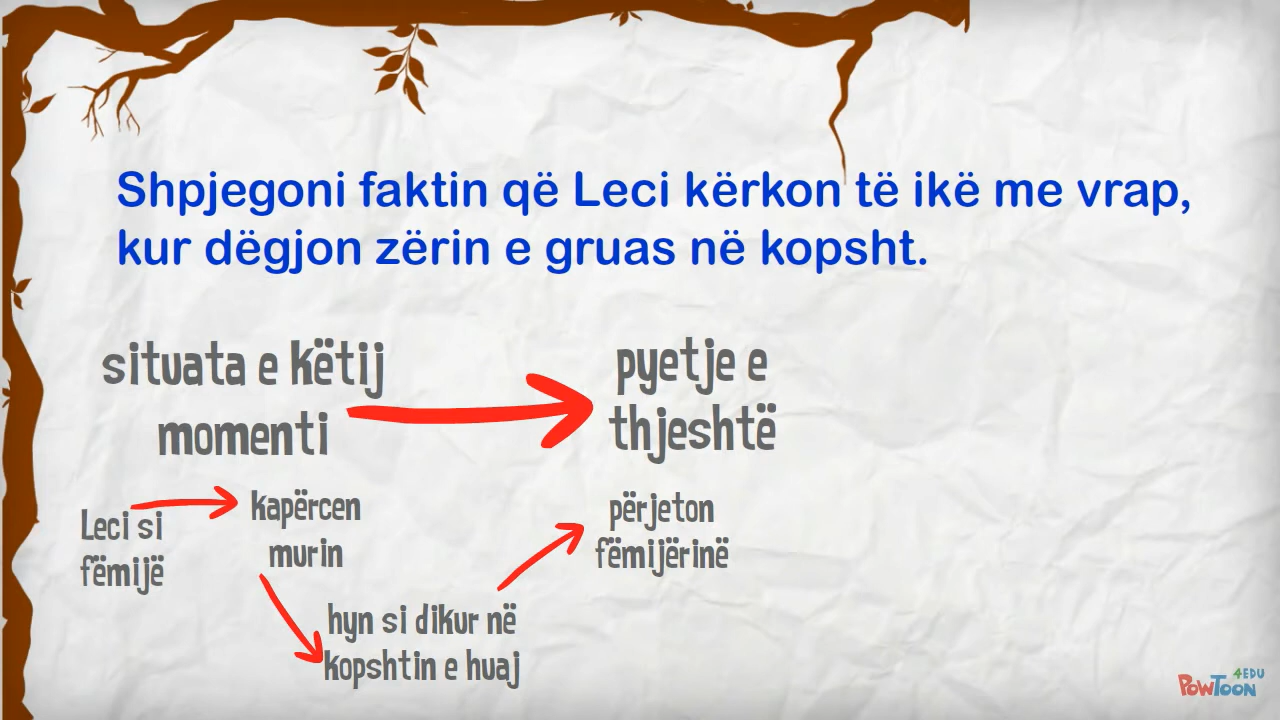 Shpjegoni faktin që Leci kërkon të ikë me vrap,
kur dëgjon zërin e gruas në kopsht.
situata e këtij
momenti
pyetje e
thjeshtë
Leci si
fëmijë
kapërcen
murin
hyn si dikur në
kopshtin e huaj
përjeton
fëmijërinë
4EDU
POWTOON